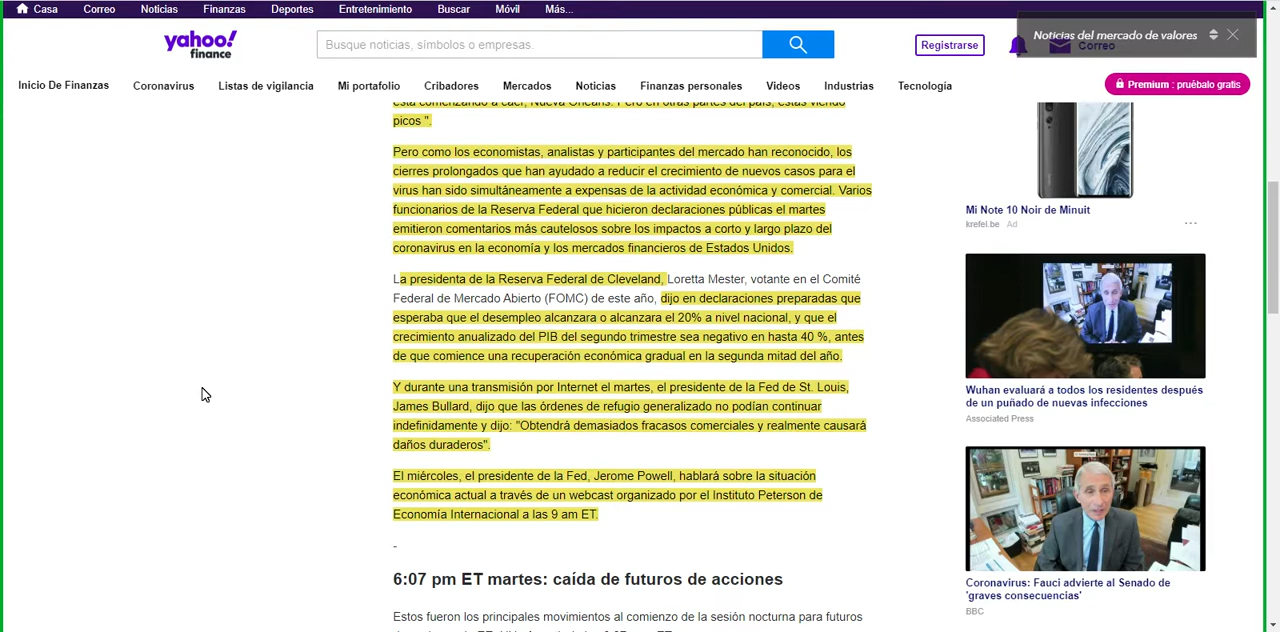 Casa Correo Noticias Finanzas Deportes Entretenimiento Buscar Móvil Más...
yahoo!
finance
Busque noticias, símbolos o empresas.
Registrarse
Correo
Noticias del mercado de valores
Inicio De Finanzas Coronavirus Listas de vigilancia Mi portafolio Cribadores Mercados Noticias Finanzas personales Videos Industrias Tecnología
Premium : pruébalo gratis
está comenzando a caer, Nueva Orleans. Pero en otras partes del país, estás viendo
picos ".
Pero como los economistas, analistas y participantes del mercado han reconocido, los
cierres prolongados que han ayudado a reducir el crecimiento de nuevos casos para el
virus han sido simultáneamente a expensas de la actividad económica y comercial. Varios
funcionarios de la Reserva Federal que hicieron declaraciones públicas el martes
emitieron comentarios más cautelosos sobre los impactos a corto y largo plazo del
coronavirus en la economía y los mercados financieros de Estados Unidos.
La presidenta de la Reserva Federal de Cleveland, Loretta Mester, votante en el Comité
Federal de Mercado Abierto (FOMC) de este año, dijo en declaraciones preparadas que
esperaba que el desempleo alcanzara o alcanzara el 20% a nivel nacional, y que el
crecimiento anualizado del PIB del segundo trimestre sea negativo en hasta 40 %, antes
de que comience una recuperación económica gradual en la segunda mitad del año.
Y durante una transmisión por Internet el martes, el presidente de la Fed de St. Louis,
James Bullard, dijo que las órdenes de refugio generalizado no podían continuar
indefinidamente y dijo: "Obtendrá demasiados fracasos comerciales y realmente causará
daños duraderos".
El miércoles, el presidente de la Fed, Jerome Powell, hablará sobre la situación
económica actual a través de un webcast organizado por el Instituto Peterson de
Economía Internacional a las 9 am ET.
-
6:07 pm ET martes: caída de futuros de acciones
Estos fueron los principales movimientos al comienzo de la sesión nocturna para futuros
Mi Note 10 Noir de Minuit
krefel.be Ad
...
Wuhan evaluará a todos los residentes después
de un puñado de nuevas infecciones
Associated Press
Coronavirus: Fauci advierte al Senado de
'graves consecuencias'
BBC